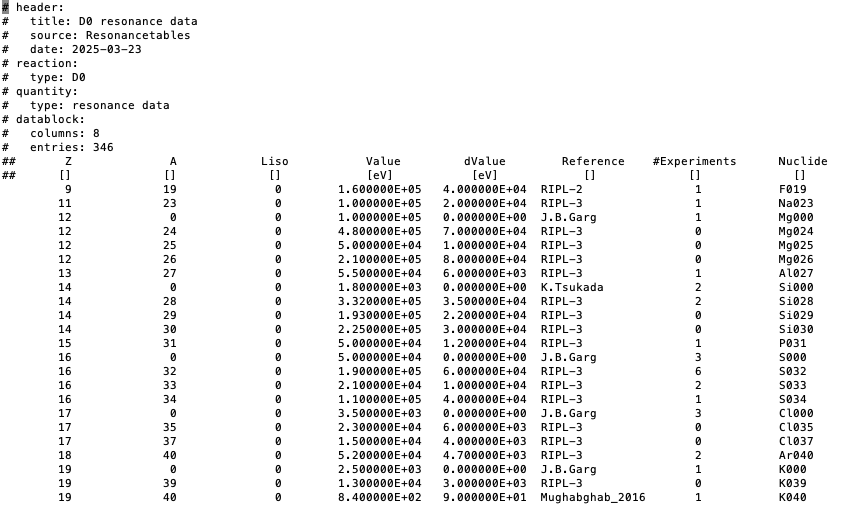 # header:
#   title: D0 resonance data
#   source: Resonancetables
#   date: 2025-03-23
# reaction:
#   type: D0
# quantity:
#   type: resonance data
# datablock:
#   columns: 8
#   entries: 346
##       Z              A             Liso           Value         dValue        Reference    #Experiments      Nuclide
##      []             []              []            [eV]           [eV]            []             []             []
9 19 0 1.600000E+05 4.000000E+04 RIPL-2 1 F019
11 23 0 1.000000E+05 2.000000E+04 RIPL-3 1 Na023
12 0 0 1.000000E+05 0.000000E+00 J.B.Garg 1 Mg000
12 24 0 4.800000E+05 7.000000E+04 RIPL-3 0 Mg024
12 25 0 5.000000E+04 1.000000E+04 RIPL-3 0 Mg025
12 26 0 2.100000E+05 8.000000E+04 RIPL-3 0 Mg026
13 27 0 5.500000E+04 6.000000E+03 RIPL-3 1 Al027
14 0 0 1.800000E+03 0.000000E+00 K.Tsukada 2 Si000
14 28 0 3.320000E+05 3.500000E+04 RIPL-3 2 Si028
14 29 0 1.930000E+05 2.200000E+04 RIPL-3 0 Si029
14 30 0 2.250000E+05 3.000000E+04 RIPL-3 0 Si030
15 31 0 5.000000E+04 1.200000E+04 RIPL-3 1 P031
16 0 0 5.000000E+04 0.000000E+00 J.B.Garg 3 S000
16 32 0 1.900000E+05 6.000000E+04 RIPL-3 6 S032
16 33 0 2.100000E+04 1.000000E+04 RIPL-3 2 S033
16 34 0 1.100000E+05 4.000000E+04 RIPL-3 1 S034
17 0 0 3.500000E+03 0.000000E+00 J.B.Garg 3 Cl000
17 35 0 2.300000E+04 6.000000E+03 RIPL-3 0 Cl035
17 37 0 1.500000E+04 4.000000E+03 RIPL-3 0 Cl037
18 40 0 5.200000E+04 4.700000E+03 RIPL-3 2 Ar040
19 0 0 2.500000E+03 0.000000E+00 J.B.Garg 1 K000
19 39 0 1.300000E+04 3.000000E+03 RIPL-3 0 K039
19 40 0 8.400000E+02 9.000000E+01 Mughabghab_2016 1 K040